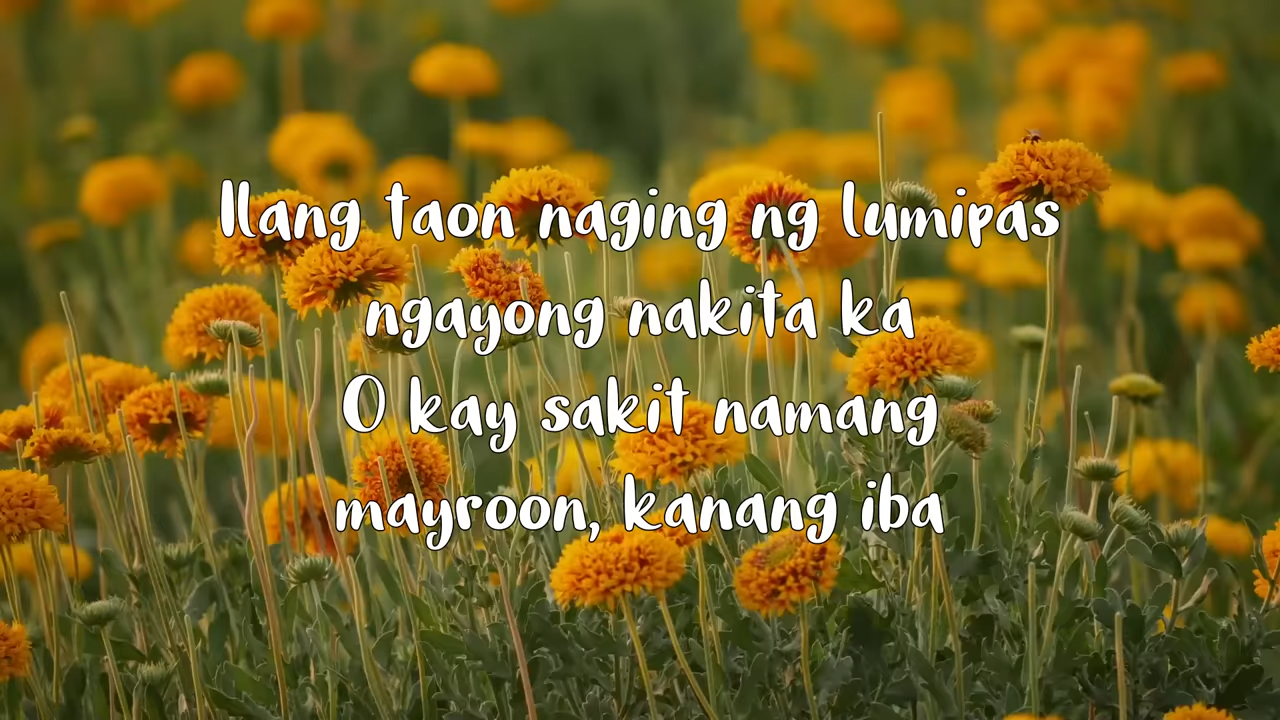 Ilang taon naging ng lumipas
ngayong nakita ka
O kay sakit namang
mayroon, kanang iba